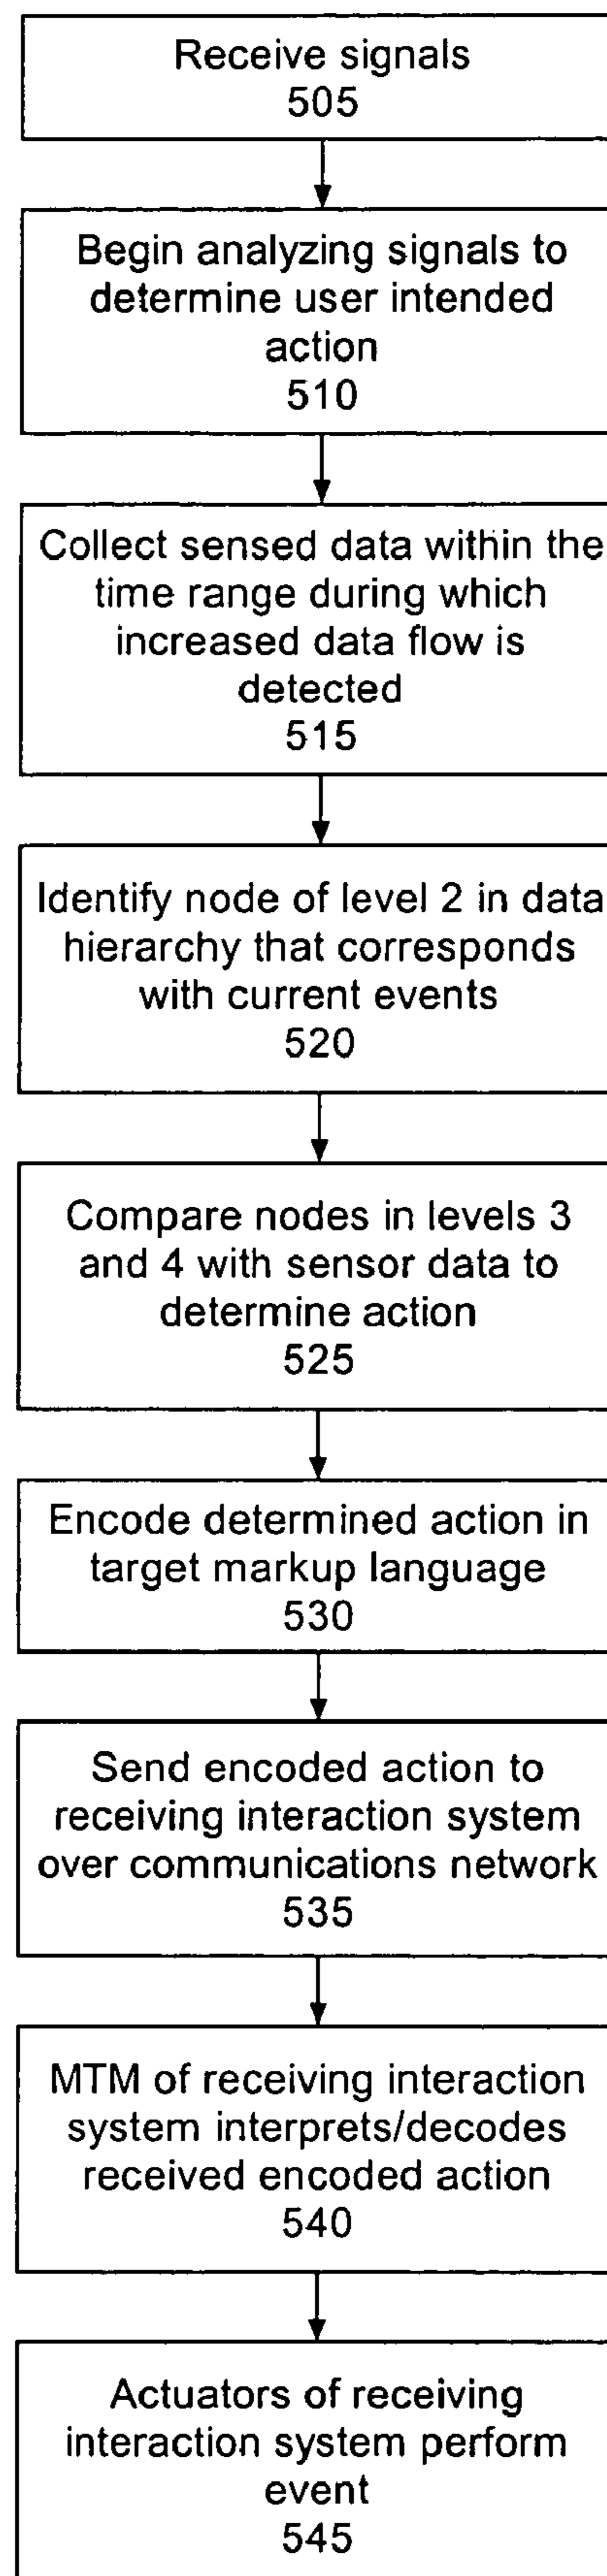 Receive signals
505
Begin analyzing signals to
determine user intended
action
510
Collect sensed data within the
time range during which
increased data flow is
detected
515
Identify node of level 2 in data
hierarchy that corresponds
with current events
520
Compare nodes in levels 3
and 4 with sensor data to
determine action
525
Encode determined action in
target markup language
530
Send encoded action to
receiving interaction system
over communications network
535
MTM of receiving interaction
system interprets/decodes
received encoded action
540
Actuators of receiving
interaction system perform
event
545